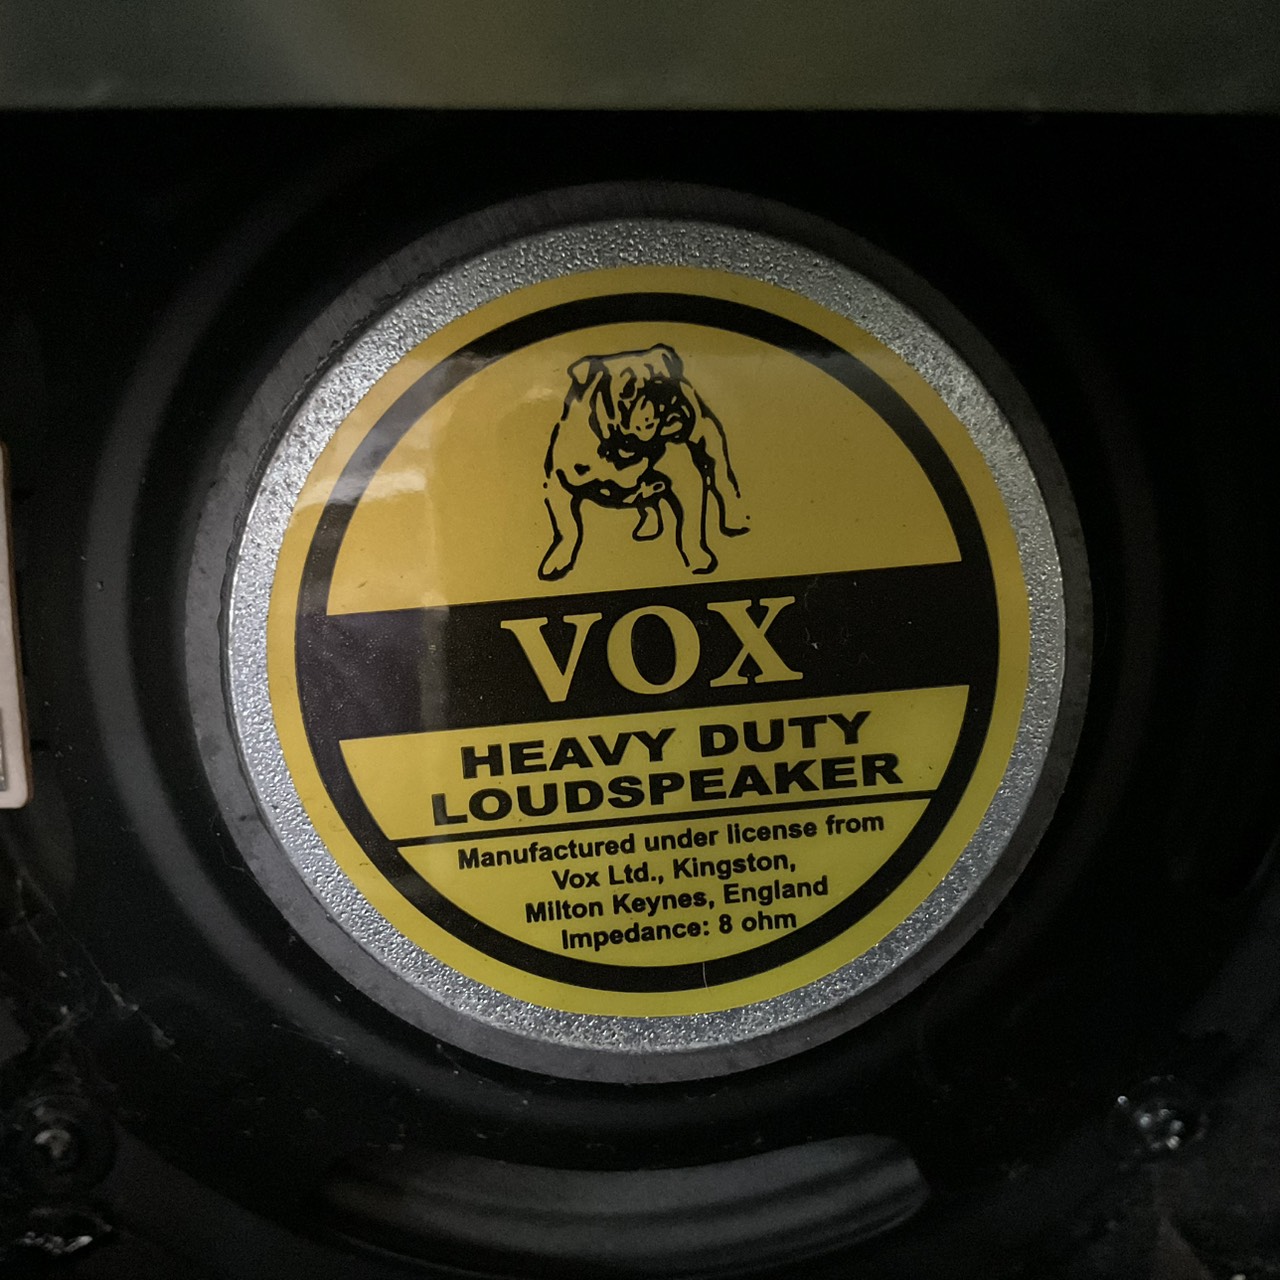 VOX
HEAVY DUTY
LOUDSPEAKER
Manufactured under license from
Vox Ltd., Kingston,
Milton Keynes, England
Impedance: 8 ohm